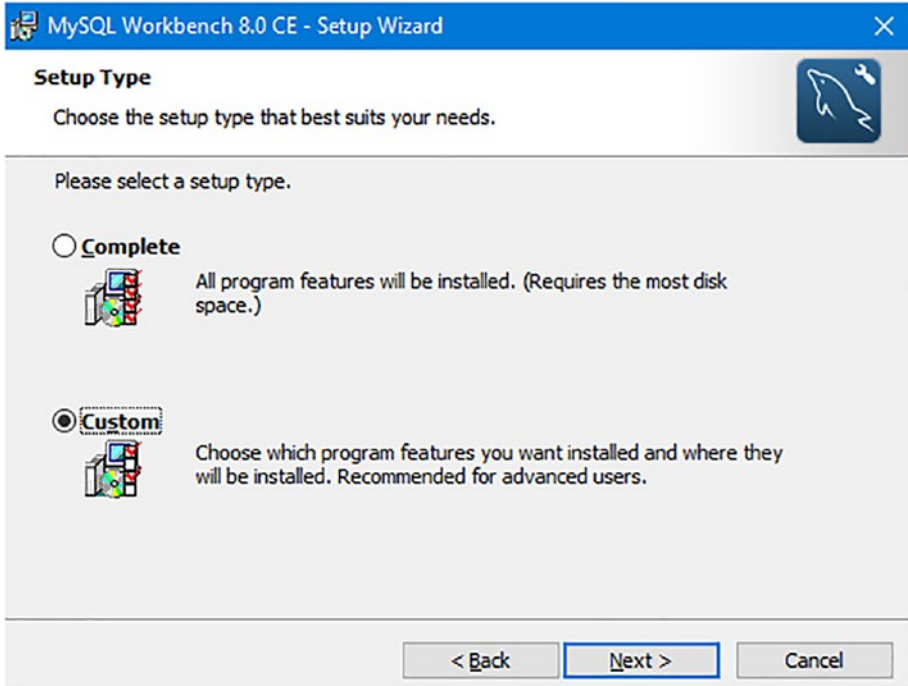 MySQL Workbench 8.0 CE - Setup Wizard
Setup Type
Choose the setup type that best suits your needs.
Please select a setup type.
Complete
All program features will be installed. (Requires the most disk
space.)
Custom
Choose which program features you want installed and where they
will be installed. Recommended for advanced users.
< Back
Next >
Cancel